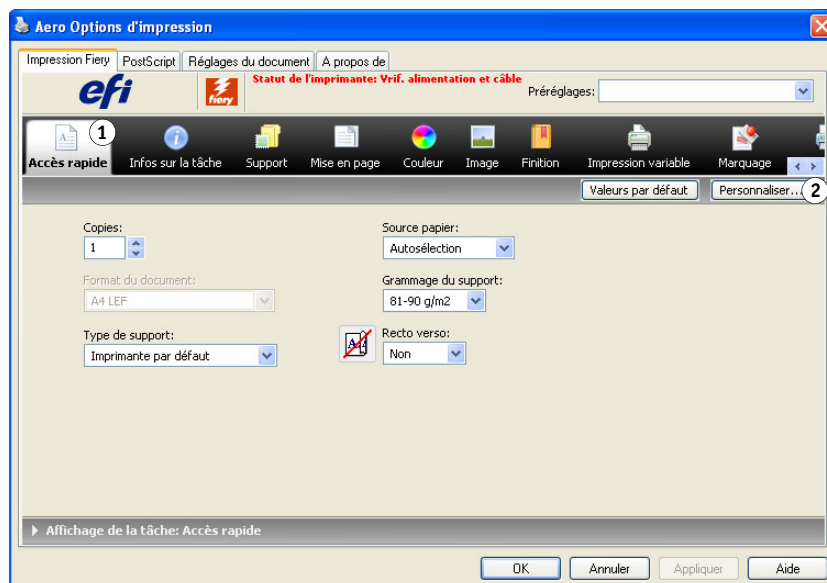 Aero Options d'impression
Impression Fiery PostScript Réglages du document A propos de
efi fiery
Statut de l'imprimante: Vrif. alimentation et câble
Préréglages:
1
Accès rapide Infos sur la tâche Support Mise en page Couleur Image Finition Impression variable Marquage
Valeurs par défaut Personnaliser... 2
Copies: Source papier:
1 Autosélection
Format du document: Grammage du support:
A4 LEF 81-90 g/m2
Type de support: Recto verso:
Imprimante par défaut Non
Affichage de la tâche: Accès rapide
OK Annuler Appliquer Aide